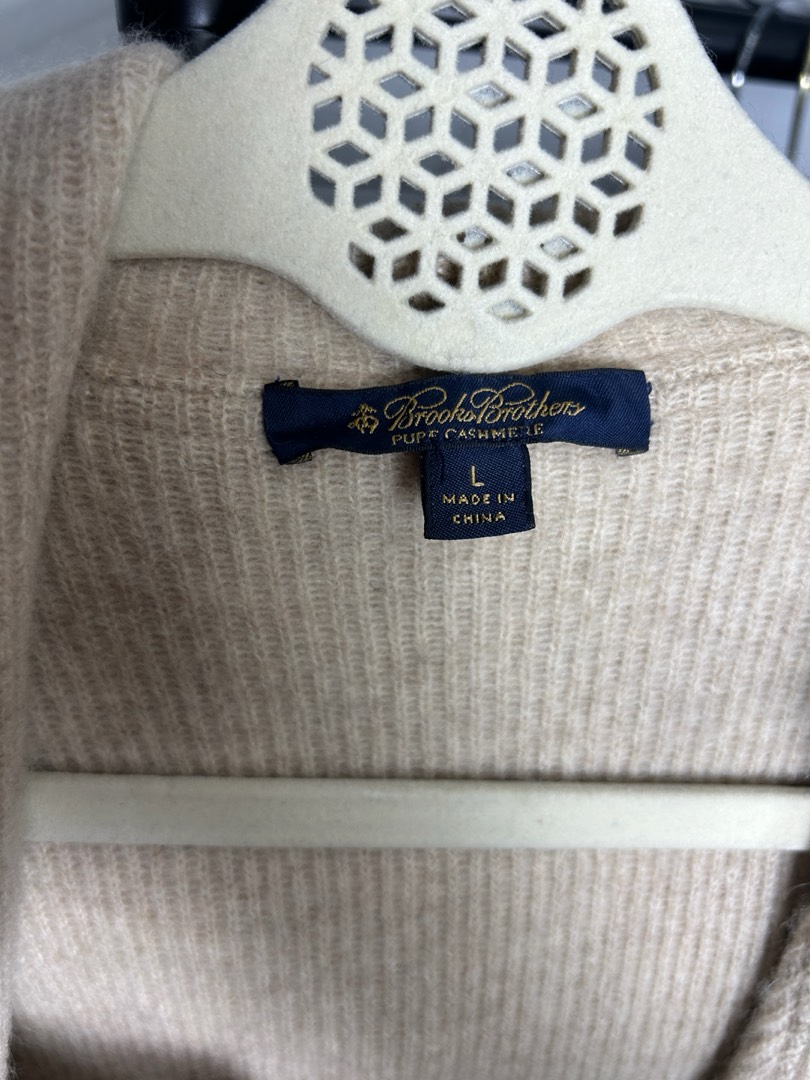 Brooks Brothers
PURE CASHMERE
L
MADE IN
CHINA